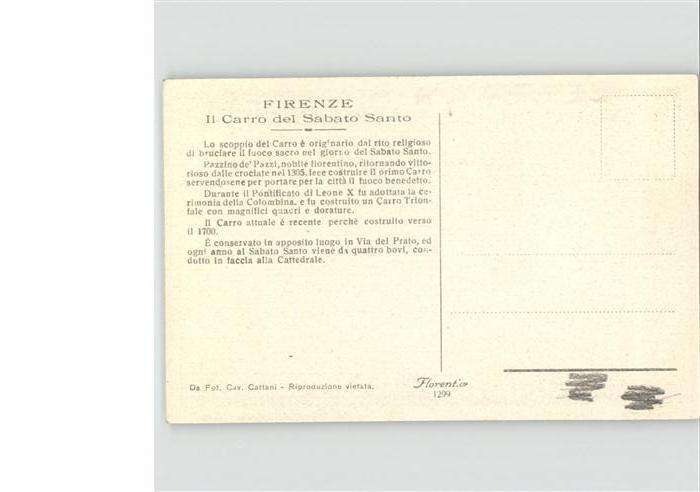 FIRENZE
Il Carro del Sabato Santo
Lo scoppio del Carro è orig'nario dal rito religioso
di bruciare il fuoco sacro nel giorno del Sabato Santo.
Pazzino de' Pazzi, nobile fiorentino, ritornando vitto-
rioso dalle crociate nel 1305, fece costruire il primo Carro
servendosene per portare per la città il fuoco benedetto.
Durante il Pontificato di Leone X fu adottata la ce-
rimonia della Colombina, e fu costruito un Carro Trion-
fale con magnifici quadri e dorature.
Il Carro attuale è recente perchè costruito verso
il 1700.
È conservato in apposito luogo in Via del Prato, ed
ogni anno al Sabato Santo viene da quattro bovi, con-
dotto in faccia alla Cattedrale.
Da Fot. Cav. Cattani - Riproduzione vietata.
Florentia
1299